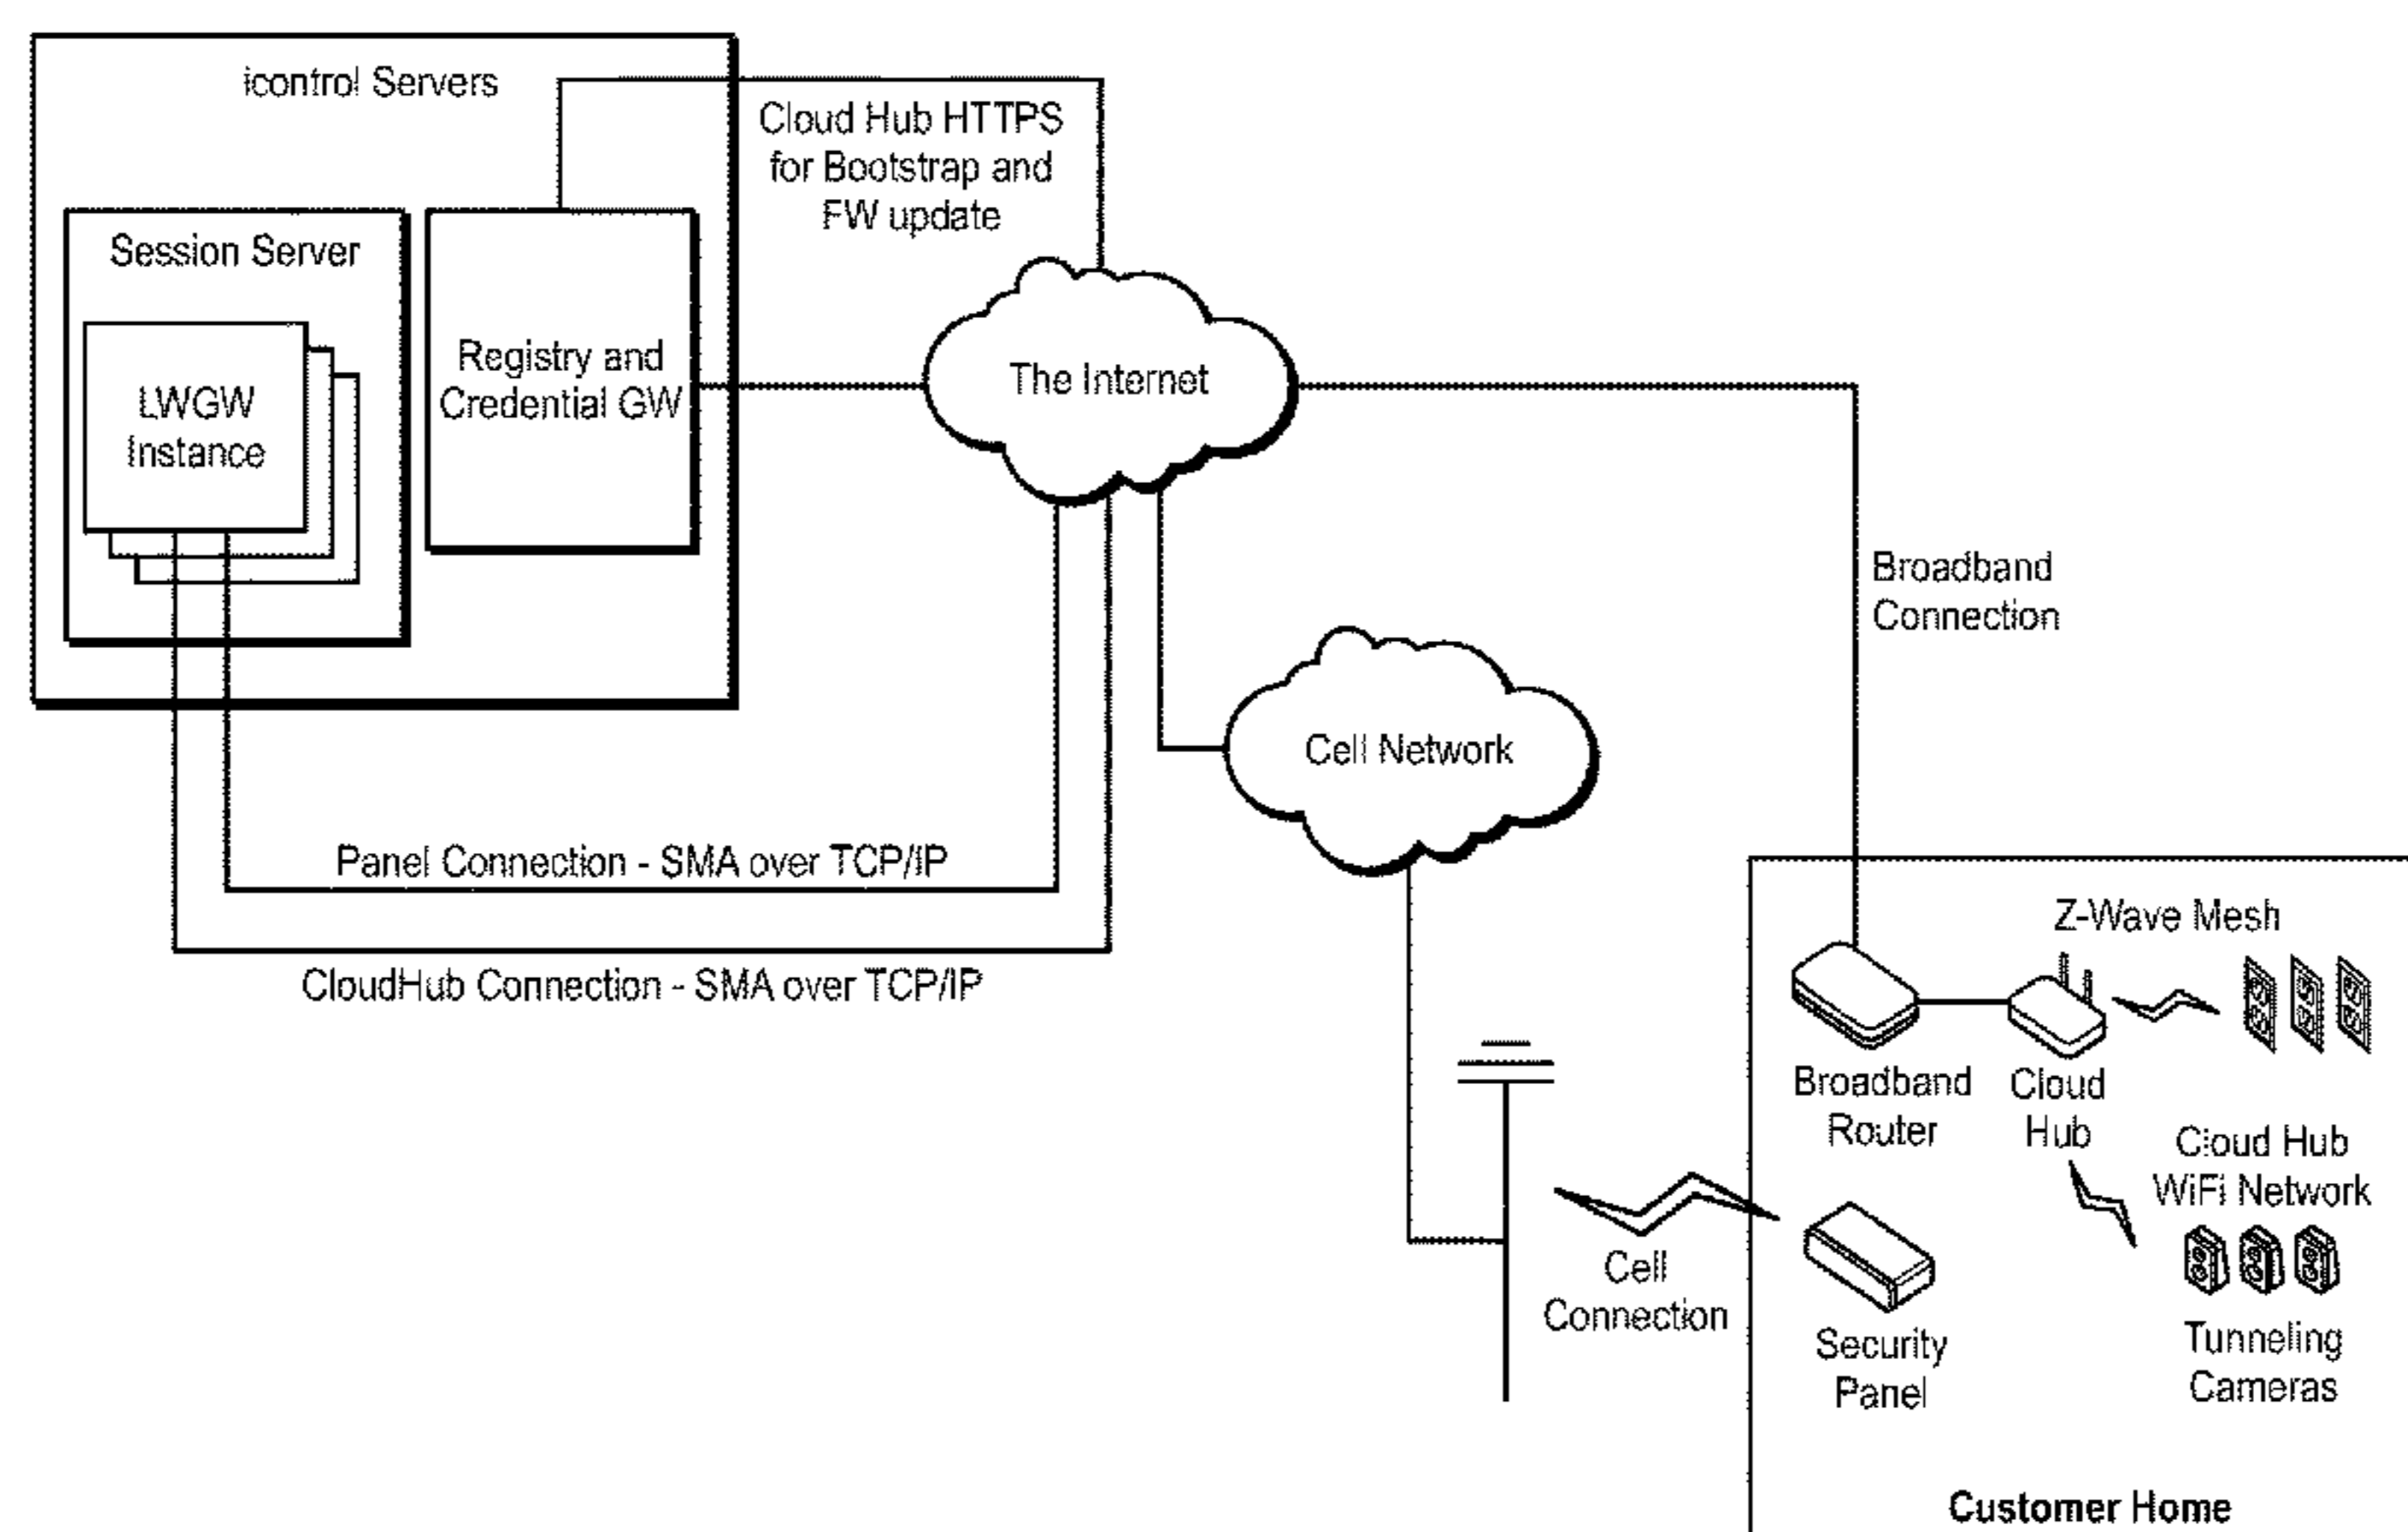 icontrol Servers
Cloud Hub HTTPS
for Bootstrap and
FW update
Session Server
LWGW
Instance
Registry and
Credential GW
The Internet
Broadband
Connection
Cell Network
Panel Connection - SMA over TCP/IP
CloudHub Connection - SMA over TCP/IP
Z-Wave Mesh
Broadband
Router
Cloud
Hub
Cloud Hub
WiFi Network
Cell
Connection
Security
Panel
Tunneling
Cameras
Customer Home